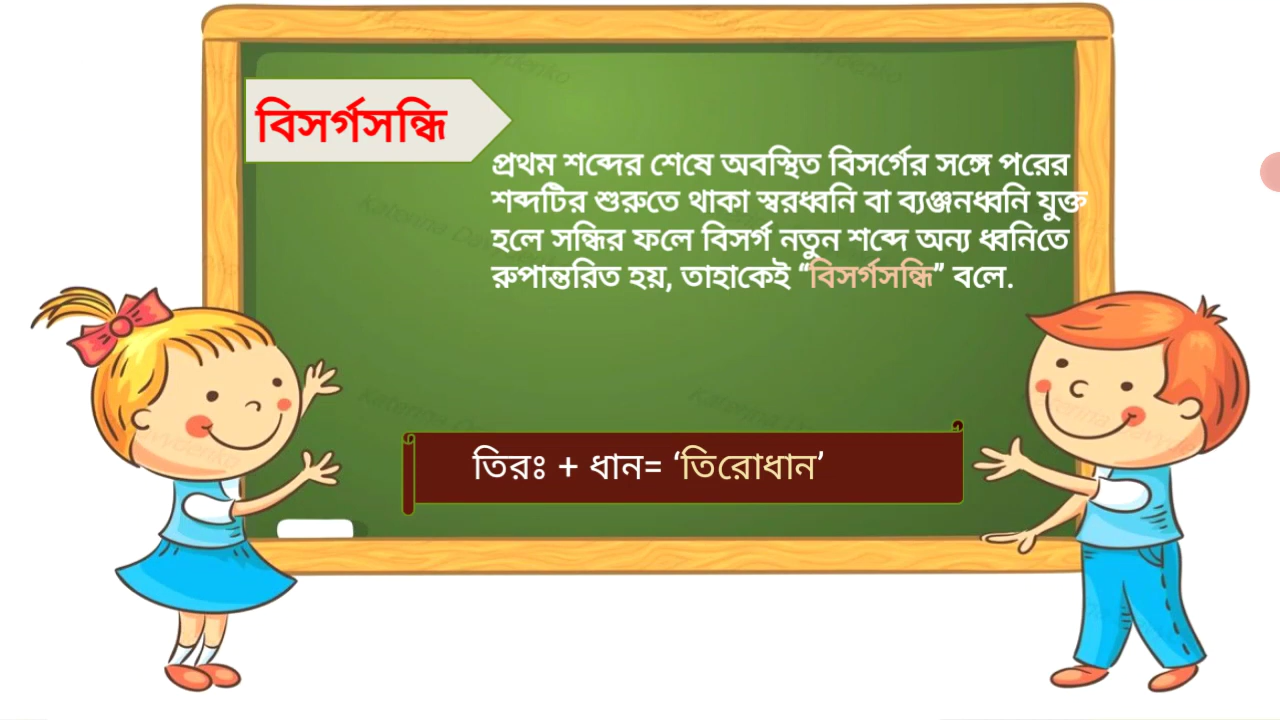 বিসর্গসন্ধি
প্রথম শব্দের শেষে অবস্থিত বিসর্গের সঙ্গে পরের
শব্দটির শুরুতে থাকা স্বরধ্বনি বা ব্যঞ্জনধ্বনি যুক্ত
হলে সন্ধির ফলে বিসর্গ নতুন শব্দে অন্য ধ্বনিতে
রুপান্তরিত হয়, তাহাকেই “বিসর্গসন্ধি” বলে.
তিরঃ + ধান= ‘তিরোধান’